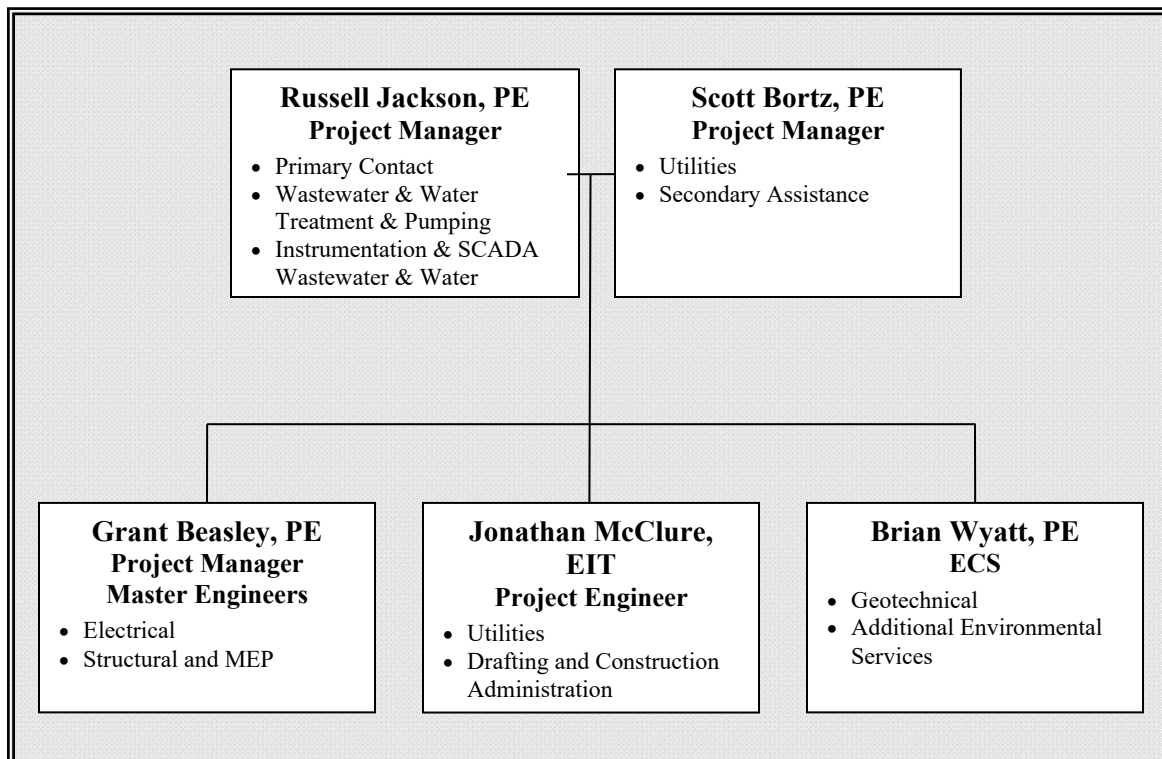 Russell Jackson, PE
Project Manager
• Primary Contact
• Wastewater & Water
Treatment & Pumping
• Instrumentation & SCADA
Wastewater & Water
Scott Bortz, PE
Project Manager
• Utilities
• Secondary Assistance
Grant Beasley, PE
Project Manager
Master Engineers
• Electrical
• Structural and MEP
Jonathan McClure,
EIT
Project Engineer
• Utilities
• Drafting and Construction
Administration
Brian Wyatt, PE
ECS
• Geotechnical
• Additional Environmental
Services